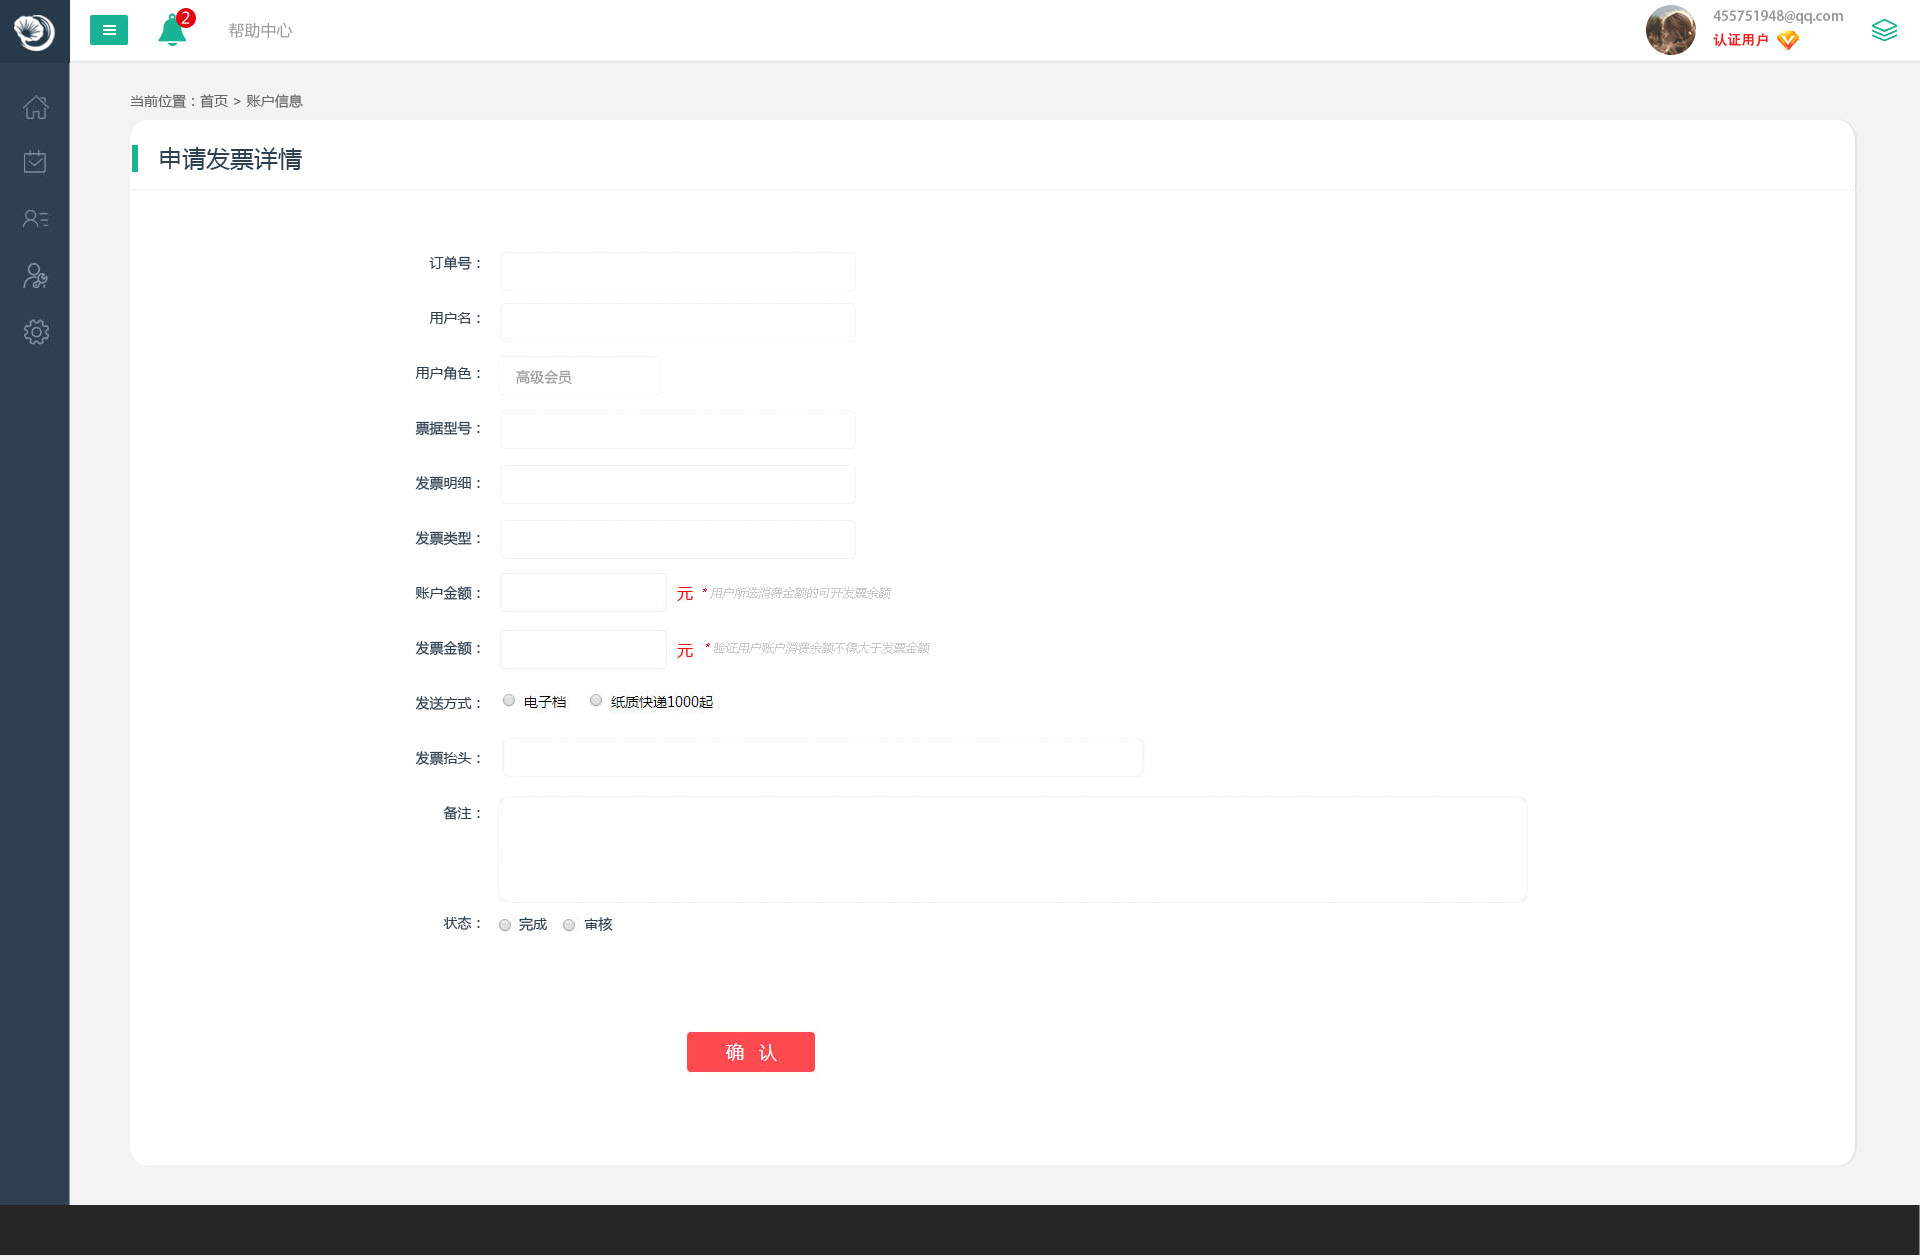 2
帮助中心
455751948@qq.com
认证用户
当前位置：首页 > 账户信息
申请发票详情
订单号：
用户名：
用户角色：
高级会员
票据型号：
发票明细：
发票类型：
账户金额：
元 * 用户所选消费金额的可开发票余额
发票金额：
元 * 验证用户账户消费余额不得大于发票金额
发送方式：
电子档 纸质快递1000起
发票抬头：
备注：
状态：
完成 审核
确 认